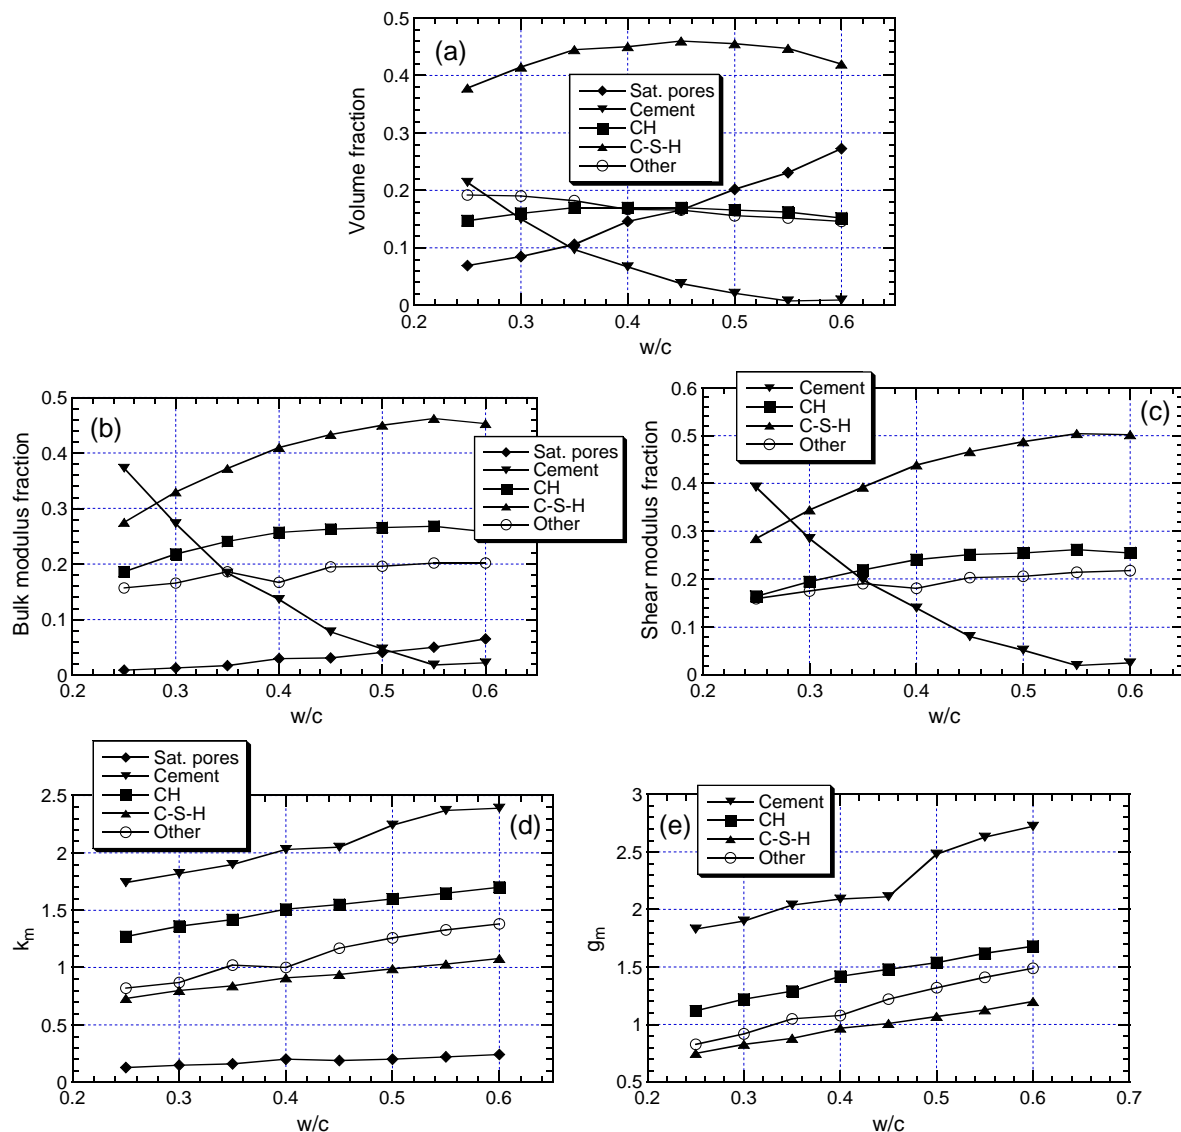 0.5
(a)
0.4
Sat. pores
Cement
CH
C-S-H
Other
0.3
0.2
0.1
0
Volume fraction
0.2
0.3
0.4
0.5
0.6
w/c
0.5
(b)
0.4
Sat. pores
Cement
CH
C-S-H
Other
0.3
0.2
0.1
0
Bulk modulus fraction
0.2
0.3
0.4
0.5
0.6
w/c
0.6
Cement
CH
C-S-H
Other
(c)
0.5
0.4
0.3
0.2
0.1
0
Shear modulus fraction
0.2
0.3
0.4
0.5
0.6
w/c
Sat. pores
Cement
CH
C-S-H
Other
2.5
(d)
2
1.5
1
0.5
0
km
0.2
0.3
0.4
0.5
0.6
w/c
3
Cement
CH
C-S-H
Other
(e)
2.5
2
1.5
1
0.5
gm
0.2
0.3
0.4
0.5
0.6
0.7
w/c